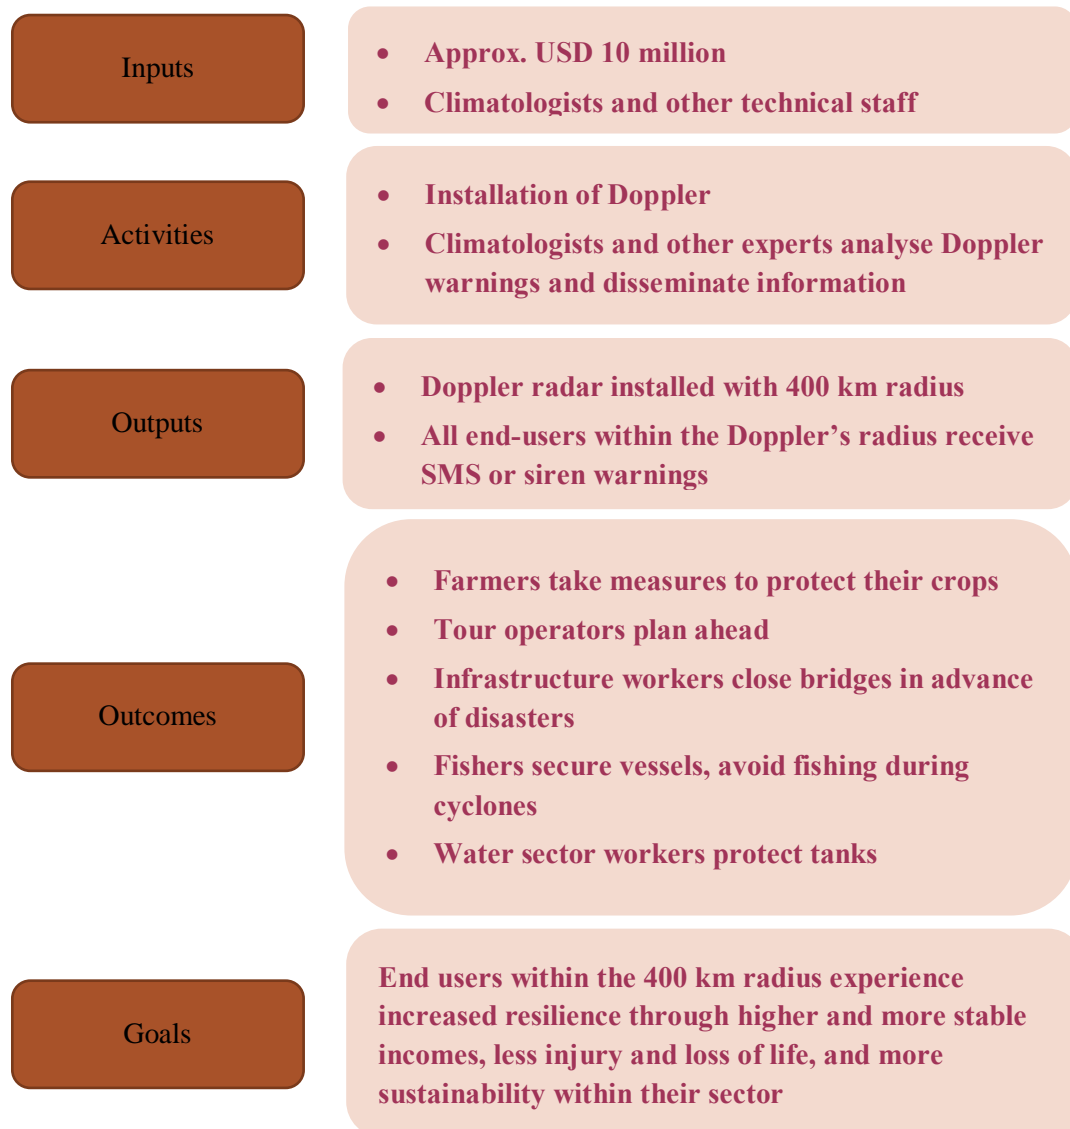 Inputs
• Approx. USD 10 million
• Climatologists and other technical staff
Activities
• Installation of Doppler
• Climatologists and other experts analyse Doppler
warnings and disseminate information
Outputs
• Doppler radar installed with 400 km radius
• All end-users within the Doppler’s radius receive
SMS or siren warnings
Outcomes
• Farmers take measures to protect their crops
• Tour operators plan ahead
• Infrastructure workers close bridges in advance
of disasters
• Fishers secure vessels, avoid fishing during
cyclones
• Water sector workers protect tanks
Goals
End users within the 400 km radius experience
increased resilience through higher and more stable
incomes, less injury and loss of life, and more
sustainability within their sector